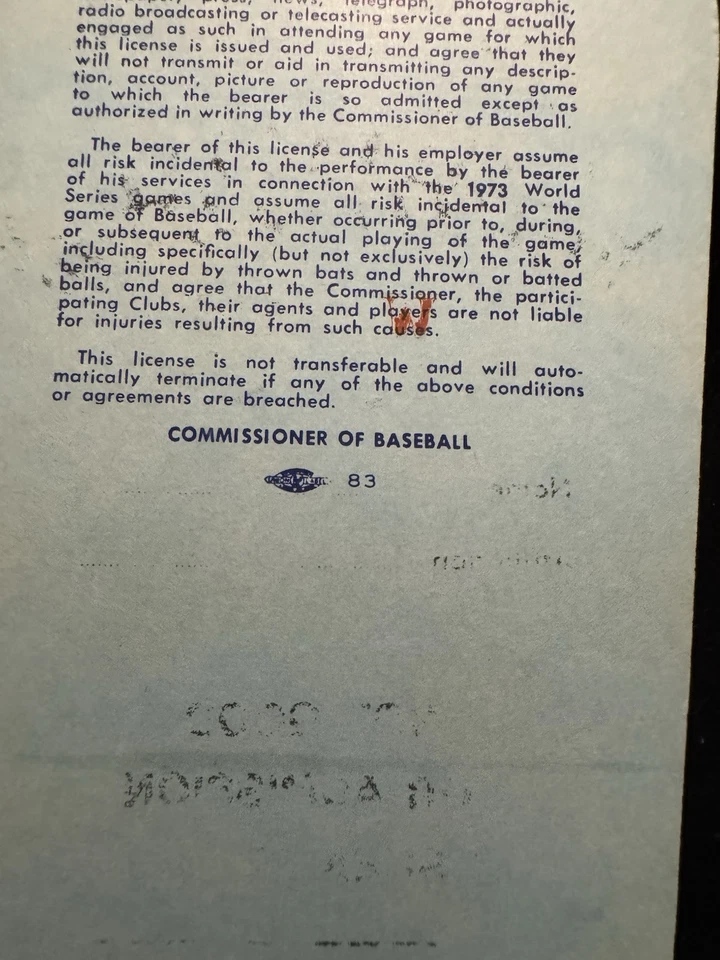 press, news, telegraph, photographic,
radio broadcasting or telecasting service and actually
engaged as such in attending any game for which
this license is issued and used; and agree that they
will not transmit or aid in transmitting any descrip-
tion, account, picture or reproduction of any game
to which the bearer is so admitted except as
authorized in writing by the Commissioner of Baseball.
The bearer of this license and his employer assume
all risk incidental to the performance by the bearer
of his services in connection with the 1973 World
Series games and assume all risk incidental to the
game of Baseball, whether occurring prior to, during,
or subsequent to the actual playing of the game,
including specifically (but not exclusively) the risk of
being injured by thrown bats and thrown or batted
balls, and agree that the Commissioner, the partici-
pating Clubs, their agents and players are not liable
for injuries resulting from such causes.
This license is not transferable and will auto-
matically terminate if any of the above conditions
or agreements are breached.
COMMISSIONER OF BASEBALL
83